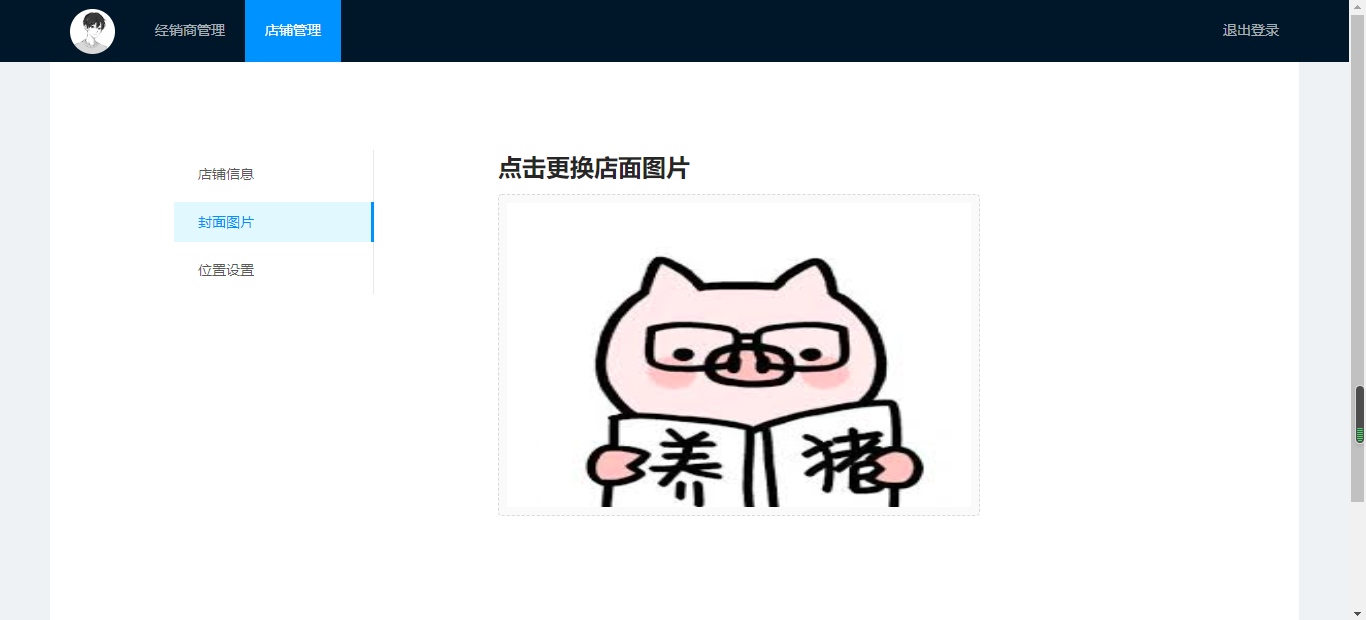 经销商管理
店铺管理
退出登录
店铺信息
封面图片
位置设置
点击更换店面图片
养
猪